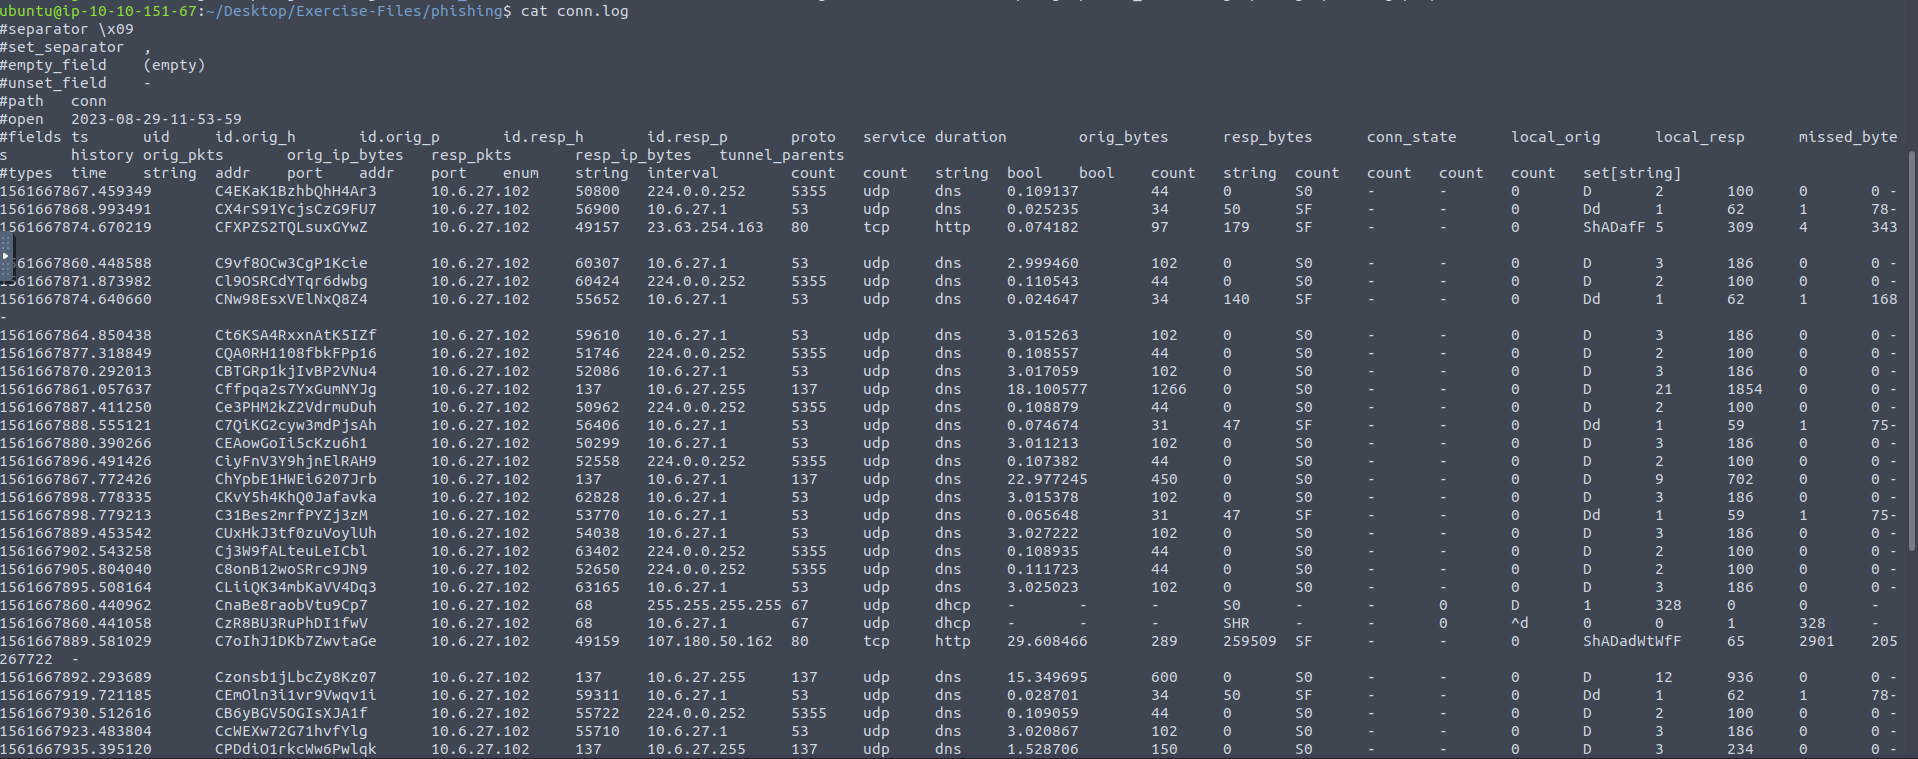 ubuntu@ip-10-10-151-67:~/Desktop/Exercise-Files/phishing$ cat conn.log
#separator \x09
#set_separator  ,
#empty_field    (empty)
#unset_field    -
#path   conn
#open   2023-08-29-11-53-59
#fields ts      uid     id.orig_h       id.orig_p       id.resp_h       id.resp_p       proto   service duration        orig_bytes      resp_bytes      conn_state      local_orig      local_resp      missed_byte
s       history orig_pkts       orig_ip_bytes   resp_pkts       resp_ip_bytes   tunnel_parents
#types  time    string  addr    port    addr    port    enum    string  interval        count   count   string  bool    bool    count   string  count   count   count   count   set[string]
1561667867.459349       C4EKaK1BzhbQhH4Ar3      10.6.27.102     50800   224.0.0.252     5355    udp     dns     0.109137        44      0       S0      -       -       0       D       2       100     0       0 -
1561667868.993491       CX4rS91YcjsCzG9FU7      10.6.27.102     56900   10.6.27.1       53      udp     dns     0.025235        34      50      SF      -       -       0       Dd      1       62      1       78-
1561667874.670219       CFXPZS2TQLsuxGYwZ       10.6.27.102     49157   23.63.254.163   80      tcp     http    0.074182        97      179     SF      -       -       0       ShADafF 5       309     4       343
561667860.448588       C9vf8OCw3CgP1Kcie       10.6.27.102     60307   10.6.27.1       53      udp     dns     2.999460        102     0       S0      -       -       0       D       3       186     0       0 -
1561667871.873982       Cl9OSRCdYTqr6dwbg       10.6.27.102     60424   224.0.0.252     5355    udp     dns     0.110543        44      0       S0      -       -       0       D       2       100     0       0 -
1561667874.640660       CNw98EsxVElNxQ8Z4       10.6.27.102     55652   10.6.27.1       53      udp     dns     0.024647        34      140     SF      -       -       0       Dd      1       62      1       168
-
1561667864.850438       Ct6KSA4RxxnAtK5IZf      10.6.27.102     59610   10.6.27.1       53      udp     dns     3.015263        102     0       S0      -       -       0       D       3       186     0       0 -
1561667877.318849       CQA0RH1108fbkFPp16      10.6.27.102     51746   224.0.0.252     5355    udp     dns     0.108557        44      0       S0      -       -       0       D       2       100     0       0 -
1561667870.292013       CBTGRp1kjIvBP2VNu4      10.6.27.102     52086   10.6.27.1       53      udp     dns     3.017059        102     0       S0      -       -       0       D       3       186     0       0 -
1561667861.057637       Cffpqa2s7YxGumNYJg      10.6.27.102     137     10.6.27.255     137     udp     dns     18.100577       1266    0       S0      -       -       0       D       21      1854    0       0 -
1561667887.411250       Ce3PHM2kZ2VdrmuDuh      10.6.27.102     50962   224.0.0.252     5355    udp     dns     0.108879        44      0       S0      -       -       0       D       2       100     0       0 -
1561667888.555121       C7QiKG2cyw3mdPjsAh      10.6.27.102     56406   10.6.27.1       53      udp     dns     0.074674        31      47      SF      -       -       0       Dd      1       59      1       75-
1561667880.390266       CEAowGoIi5cKzu6h1       10.6.27.102     50299   10.6.27.1       53      udp     dns     3.011213        102     0       S0      -       -       0       D       3       186     0       0 -
1561667896.491426       CiyFnV3Y9hjnElRAH9      10.6.27.102     52558   224.0.0.252     5355    udp     dns     0.107382        44      0       S0      -       -       0       D       2       100     0       0 -
1561667867.772426       ChYpbE1HWEi6207Jrb      10.6.27.102     137     10.6.27.255     137     udp     dns     22.977245       450     0       S0      -       -       0       D       9       702     0       0 -
1561667898.778335       CKvY5h4KhQ0Jafavka      10.6.27.102     62828   10.6.27.1       53      udp     dns     3.015378        102     0       S0      -       -       0       D       3       186     0       0 -
1561667898.779213       C31Bes2mrfPYZj3zM       10.6.27.102     53770   10.6.27.1       53      udp     dns     0.065648        31      47      SF      -       -       0       Dd      1       59      1       75-
1561667889.453542       CUxHkJ3tf0zuVoylUh      10.6.27.102     54038   10.6.27.1       53      udp     dns     3.027222        102     0       S0      -       -       0       D       3       186     0       0 -
1561667902.543258       Cj3W9fALteuLeICbl       10.6.27.102     63402   224.0.0.252     5355    udp     dns     0.108935        44      0       S0      -       -       0       D       2       100     0       0 -
1561667905.804040       C8onB12woSRrc9JN9       10.6.27.102     52650   224.0.0.252     5355    udp     dns     0.111723        44      0       S0      -       -       0       D       2       100     0       0 -
1561667895.508164       CLiiQK34mbKaVV4Dq3      10.6.27.102     63165   10.6.27.1       53      udp     dns     3.025023        102     0       S0      -       -       0       D       3       186     0       0 -
1561667860.440962       CnaBe8raobVtu9Cp7       10.6.27.102     68      255.255.255.255 67      udp     dhcp    -       -       -       S0      -       -       0       D       1       328     0       0       -
1561667860.441058       CzR8BU3RuPhDI1fwV       10.6.27.102     68      10.6.27.1       67      udp     dhcp    -       -       -       SHR     -       -       0       ^d      0       0       1       328     -
1561667889.581029       C7oIhJ1DKb7ZwvtaGe      10.6.27.102     49159   107.180.50.162  80      tcp     http    29.608466       289     259509  SF      -       -       0       ShADadWtWfF     65      2901    205
267722  -
1561667892.293689       Czonsb1jLbcZy8Kz07      10.6.27.102     137     10.6.27.255     137     udp     dns     15.349695       600     0       S0      -       -       0       D       12      936     0       0 -
1561667919.721185       CEmOln3i1vr9Vwqv1i      10.6.27.102     59311   10.6.27.1       53      udp     dns     0.028701        34      50      SF      -       -       0       Dd      1       62      1       78-
1561667930.512616       CB6yBGV5OGIsXJA1f       10.6.27.102     55722   224.0.0.252     5355    udp     dns     0.109059        44      0       S0      -       -       0       D       2       100     0       0 -
1561667923.483804       CcWEXw72G71hvfYlg       10.6.27.102     55710   10.6.27.1       53      udp     dns     3.020867        102     0       S0      -       -       0       D       3       186     0       0 -
1561667935.395120       CPDdiO1rkcWw6Pwlqk      10.6.27.102     137     10.6.27.255     137     udp     dns     1.528706        150     0       S0      -       -       0       D       3       234     0       0 -